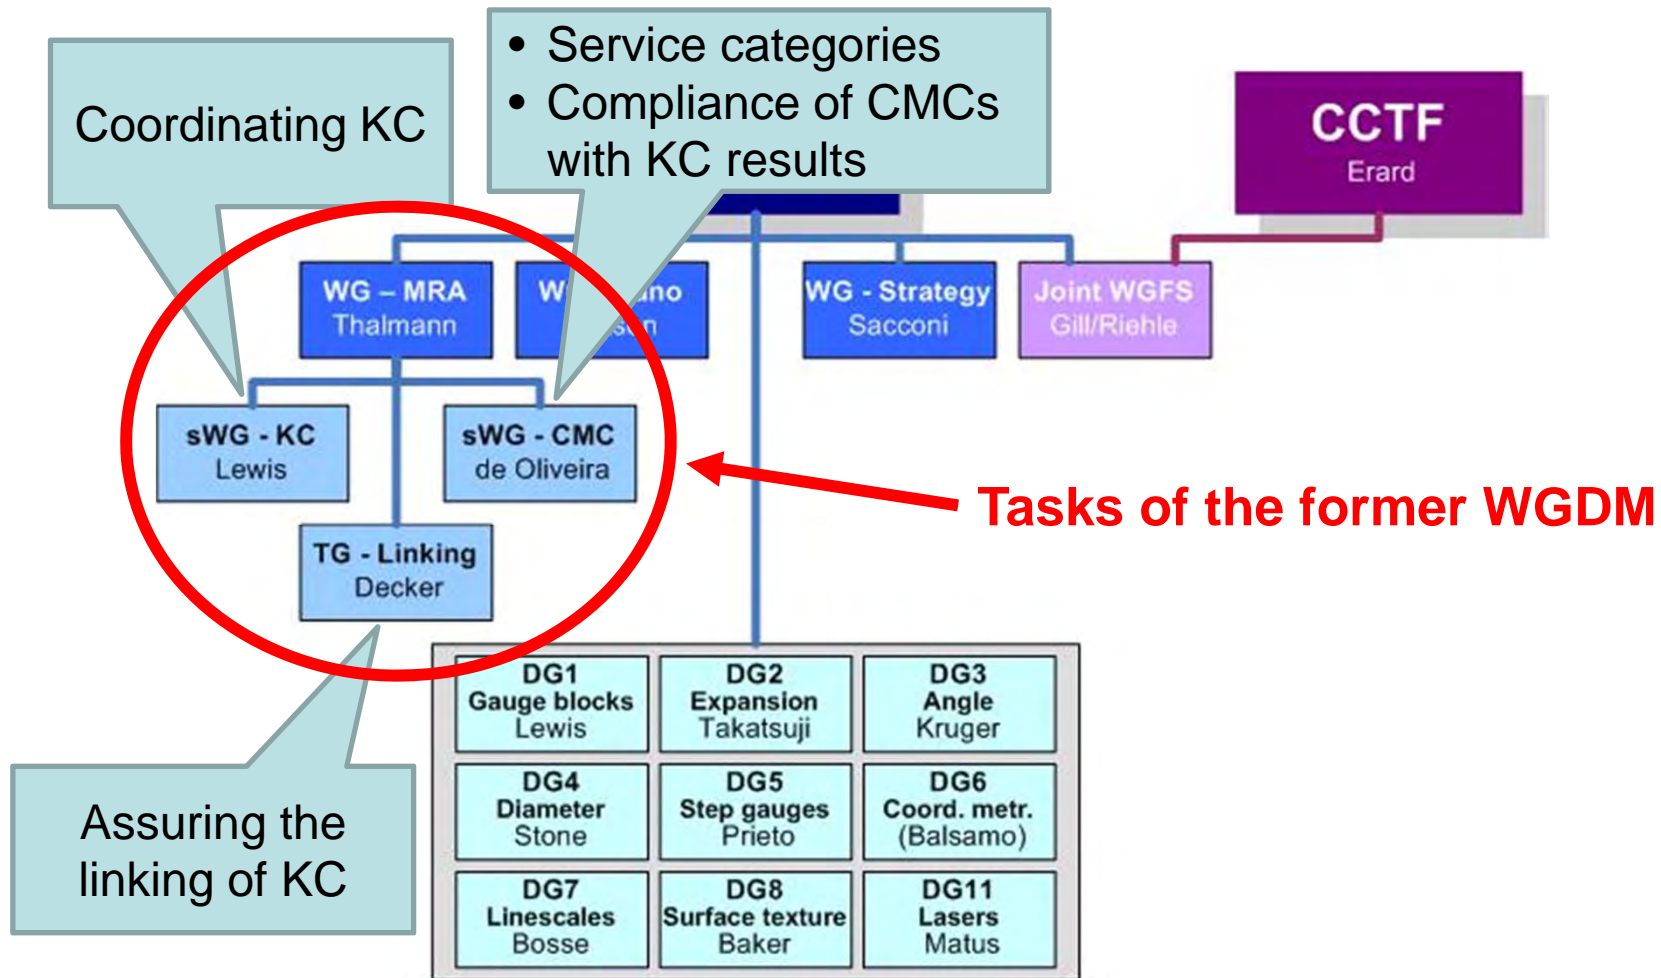 Coordinating KC
• Service categories
• Compliance of CMCs
with KC results
CCTF
Erard
WG – MRA
Thalmann
WG - Strategy
Sacconi
Joint WGFS
Gill/Riehle
sWG - KC
Lewis
sWG - CMC
de Oliveira
TG - Linking
Decker
Tasks of the former WGDM
Assuring the
linking of KC
DG1
Gauge blocks
Lewis
DG2
Expansion
Takatsuji
DG3
Angle
Kruger
DG4
Diameter
Stone
DG5
Step gauges
Prieto
DG6
Coord. metr.
(Balsamo)
DG7
Linescales
Bosse
DG8
Surface texture
Baker
DG11
Lasers
Matus